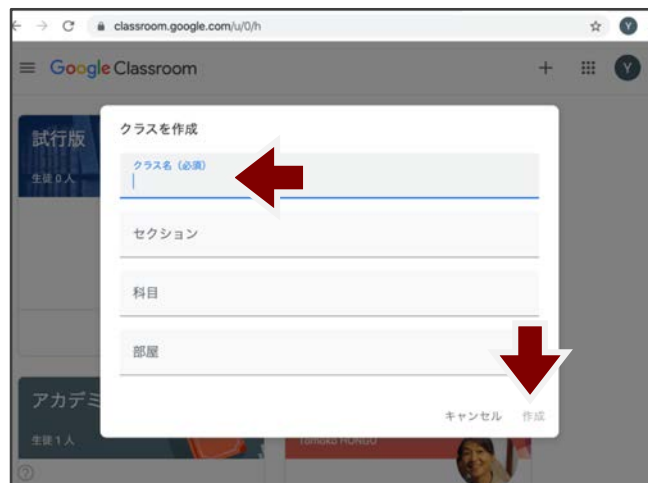 classroom.google.com/u/0/h
Y
Google Classroom
Y
試行版
生徒 0 人
クラスを作成
クラス名（必須）
セクション
科目
部屋
キャンセル 作成
アカデミ
生徒 1 人
Tomoko HONGO